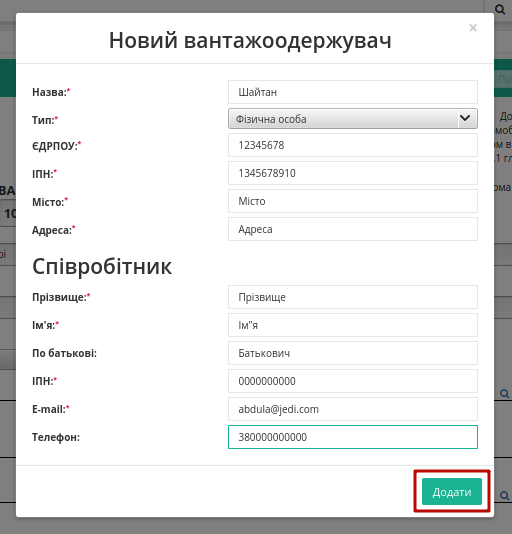 ×
Новий вантажоодержувач
Назва:* Шайтан
Тип:* Фізична особа
ЄДРПОУ:* 12345678
ІПН:* 1345678910
Місто:* Місто
Адреса:* Адреса
Співробітник
Прізвище:* Прізвище
Ім'я:* Ім"я
По батькові: Батькович
ІПН:* 0000000000
E-mail:* abdula@jedi.com
Телефон: 380000000000
Додати